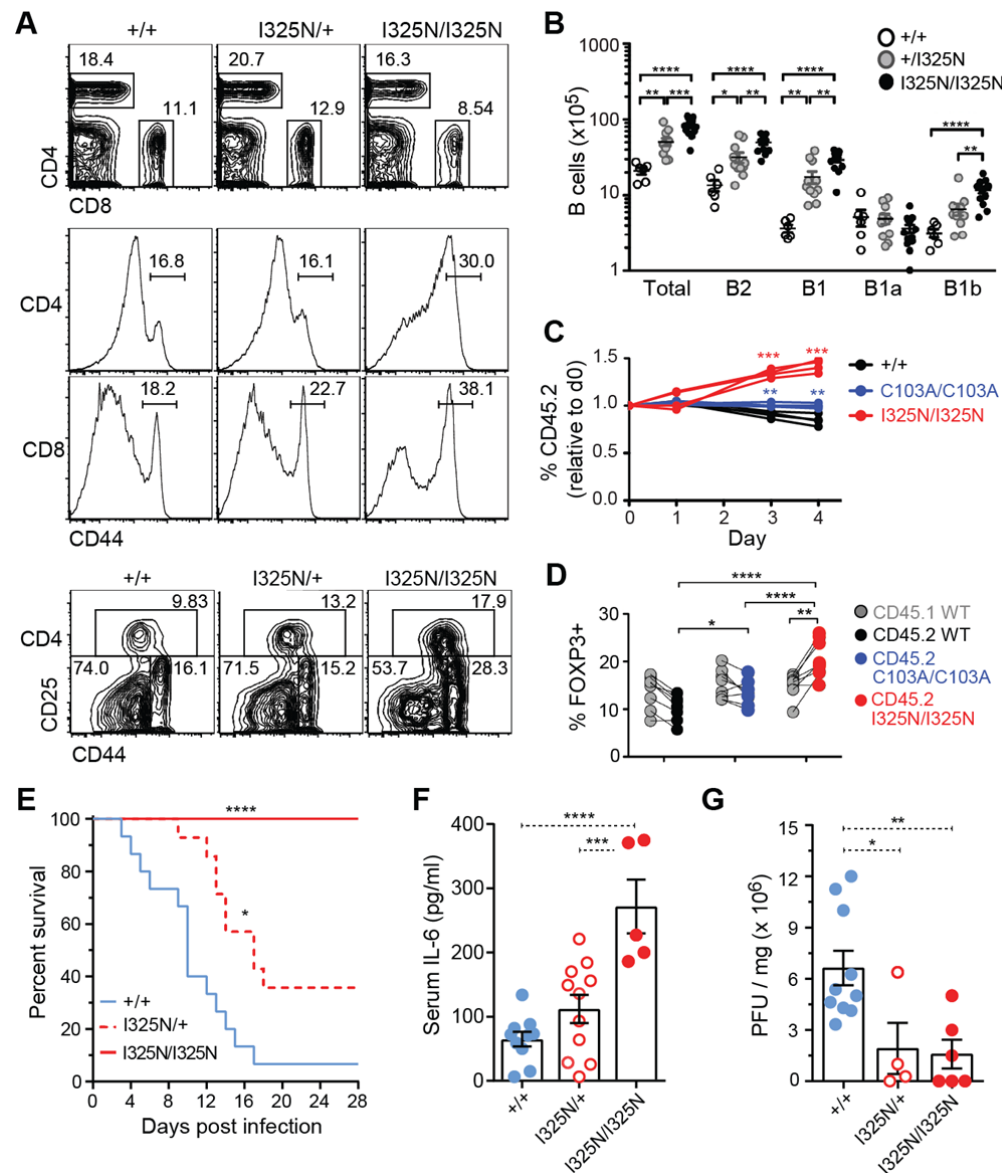 A
+/+ I325N/+ I325N/I325N
18.4 20.7 16.3
11.1 12.9 8.54
CD4
CD8
16.8 16.1 30.0
CD4
18.2 22.7 38.1
CD8
CD44
+/+ I325N/+ I325N/I325N
9.83 13.2 17.9
CD4
74.0 16.1 71.5 15.2 53.7 28.3
CD25
CD44
B
1000
100
10
1
B cells (x10⁵)
+/+
+/I325N
I325N/I325N
**** **** **** ****
** *** * ** ** ** **
Total B2 B1 B1a B1b
C
1.5
1.0
0.5
0.0
% CD45.2
(relative to d0)
*** ***
** **
+/+
C103A/C103A
I325N/I325N
0 1 2 3 4
Day
D
30
20
10
0
% FOXP3+
****
****
* **
CD45.1 WT
CD45.2 WT
CD45.2
C103A/C103A
CD45.2
I325N/I325N
E
100
80
60
40
20
0
Percent survival
****
*
+/+
I325N/+
I325N/I325N
0 4 8 12 16 20 24 28
Days post infection
F
400
300
200
100
0
Serum IL-6 (pg/ml)
****
***
+/+ I325N/+ I325N/I325N
G
15
12
9
6
3
0
PFU / mg (x 10⁶)
**
*
+/+ I325N/+ I325N/I325N